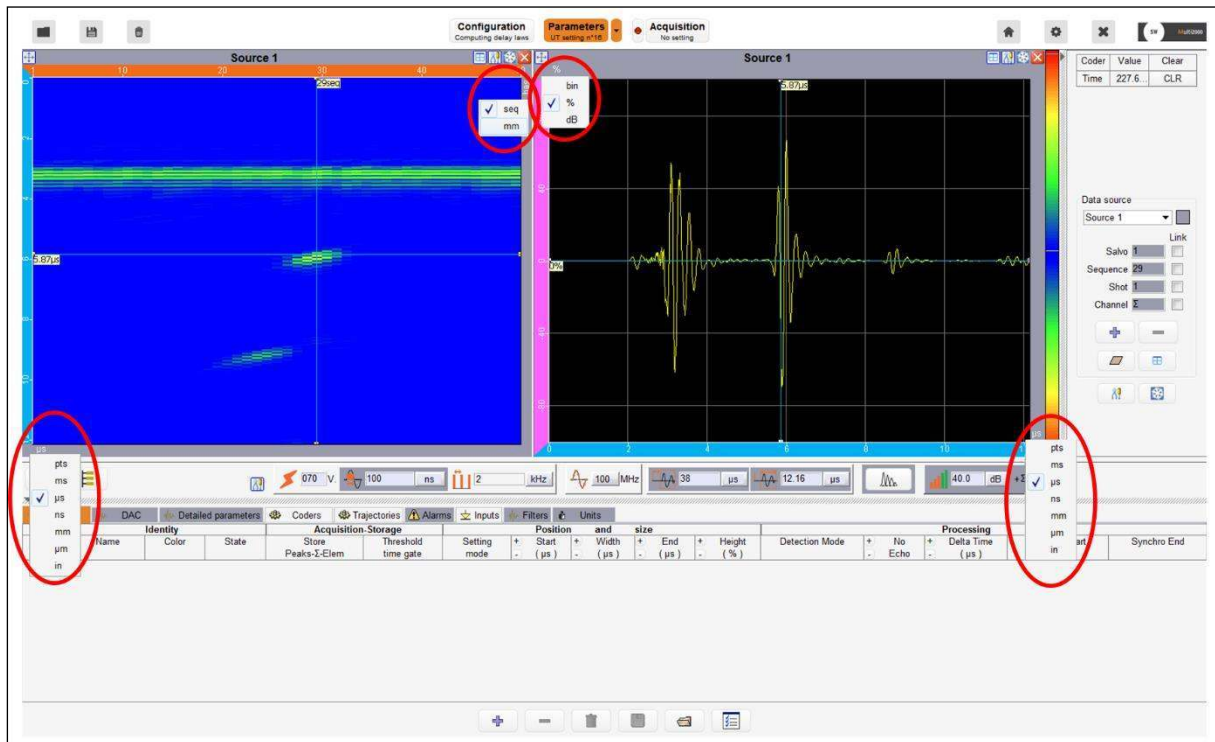 Configuration
Computing delay laws
Parameters
UT setting n°16
Acquisition
No setting
Source 1
10
20
30
40
29seq
✓ seq
mm
5.87µs
µs
Source 1
%
bin
✓ %
dB
5.87µs
40
0
0%
-40
-80
0
2
4
6
8
10
µs
Coder Value Clear
Time 227.6... CLR
Data source
Source 1
Link
Salvo 1
Sequence 29
Shot 1
Channel Σ
pts
ms
✓ µs
ns
mm
µm
in
070 V.
100 ns
2 kHz
100 MHz
38 µs
12.16 µs
40.0 dB
pts
ms
✓ µs
ns
mm
µm
in
DAC
Detailed parameters
Coders
Trajectories
Alarms
Inputs
Filters
Units
Identity
Acquisition-Storage
Position and size
Processing
Name Color State Store Threshold Setting + Start + Width + End + Height Detection Mode + No + Delta Time Synchro End
Peaks-Σ-Elem time gate mode - (µs) - (µs) - (µs) - (%) - Echo - (µs)